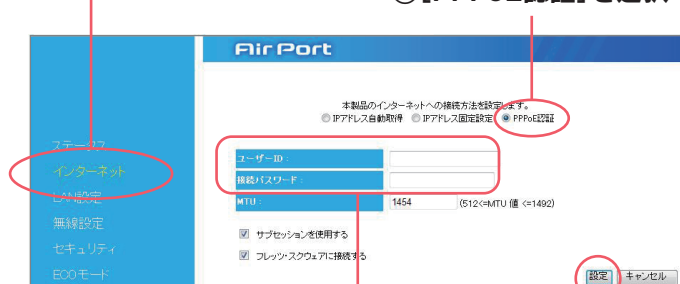 [PPPoE認証]を選択
Air Port
本製品のインターネットへの接続方法を設定します。
IPアドレス自動取得 IPアドレス固定設定 PPPoE認証
ステータス
インターネット
LAN設定
無線設定
セキュリティ
ECOモード
ユーザーID :
接続パスワード :
MTU : 1454 (512<=MTU 値 <=1492)
サブセッションを使用する
フレッツ・スクウェアに接続する
設定 キャンセル